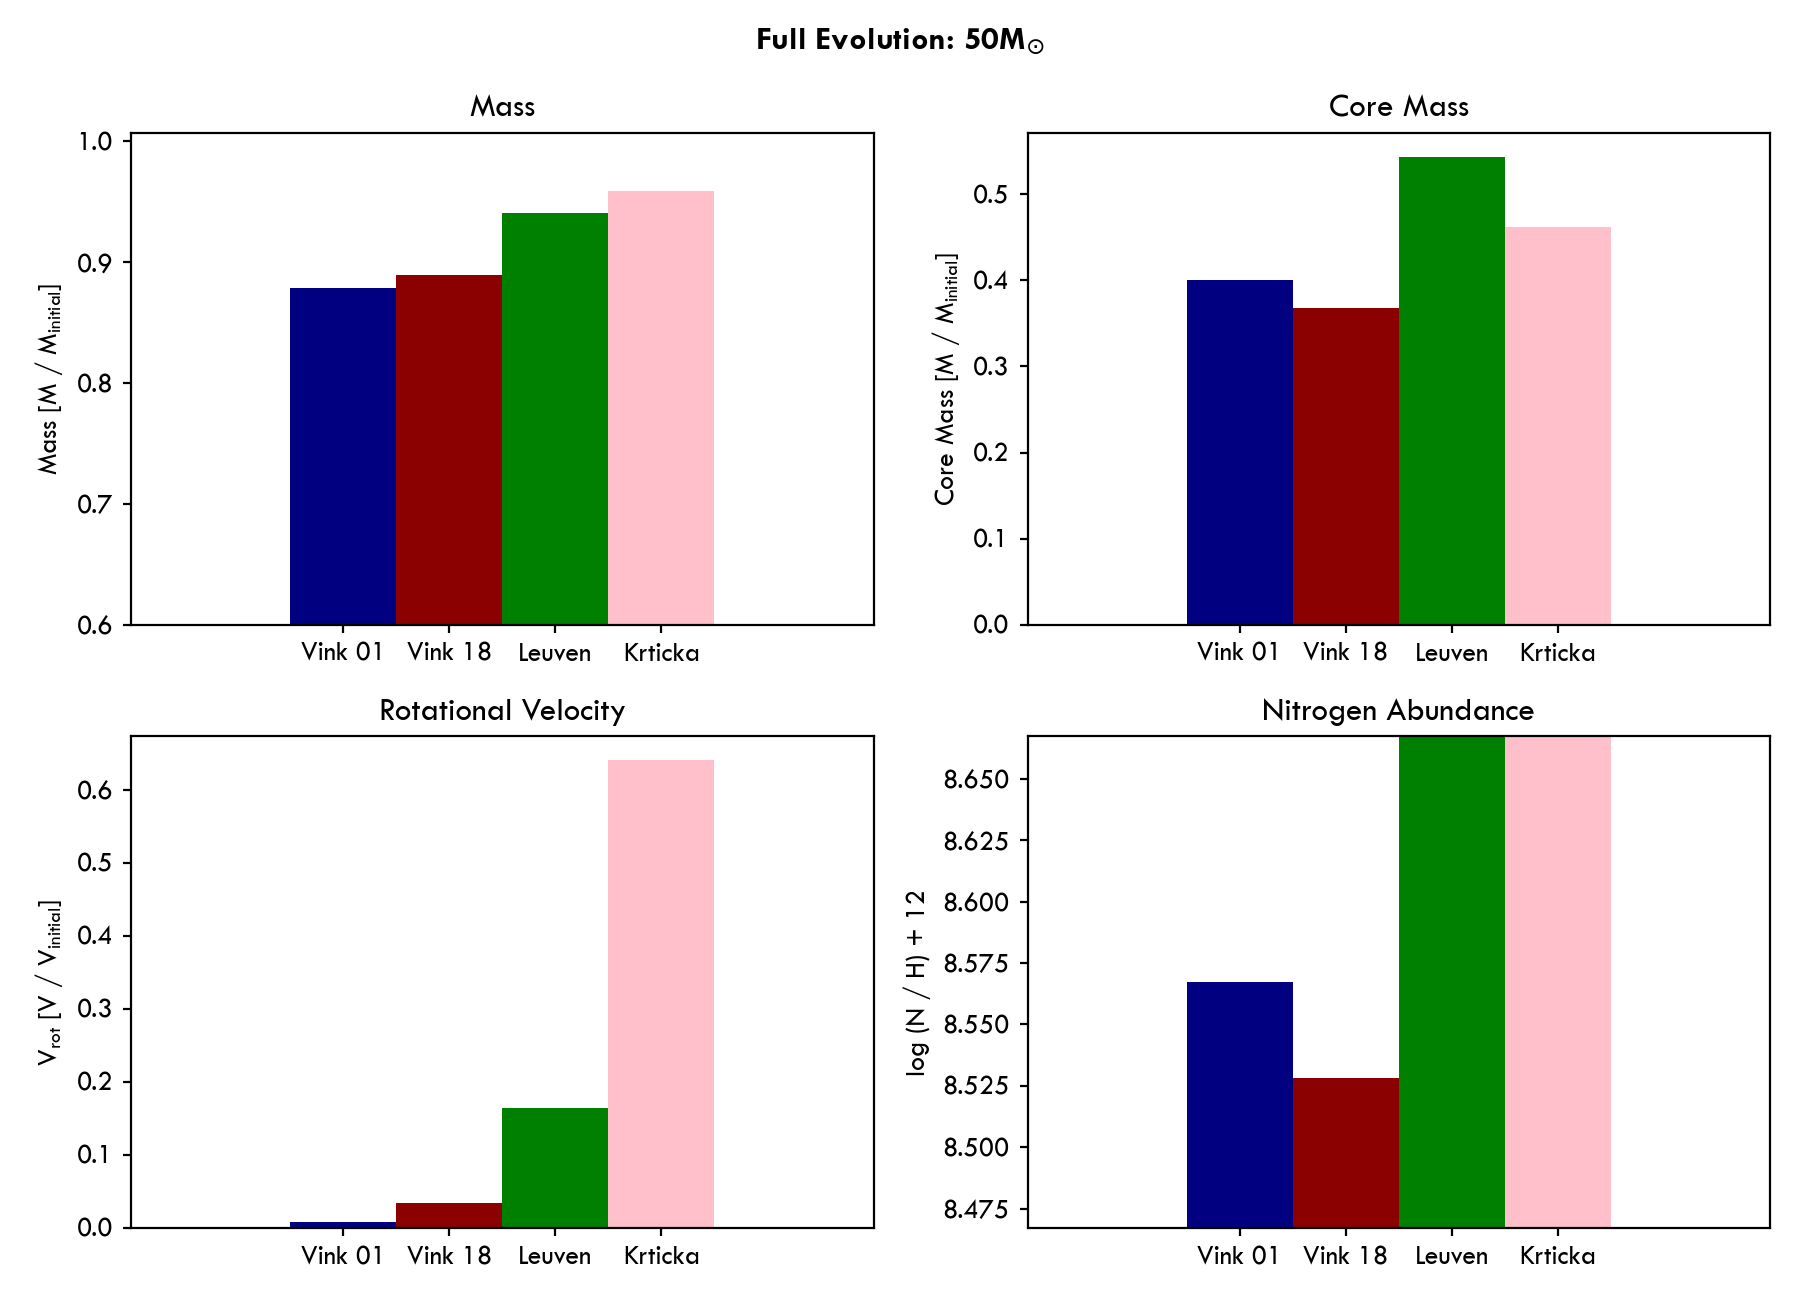 Full Evolution: 50M⊙
Mass
Mass [M / Minitial]
1.0
0.9
0.8
0.7
0.6
Vink 01 Vink 18 Leuven Krticka
Core Mass
Core Mass [M / Minitial]
0.5
0.4
0.3
0.2
0.1
0.0
Vink 01 Vink 18 Leuven Krticka
Rotational Velocity
Vrot [V / Vinitial]
0.6
0.5
0.4
0.3
0.2
0.1
0.0
Vink 01 Vink 18 Leuven Krticka
Nitrogen Abundance
log (N / H) + 12
8.650
8.625
8.600
8.575
8.550
8.525
8.500
8.475
Vink 01 Vink 18 Leuven Krticka